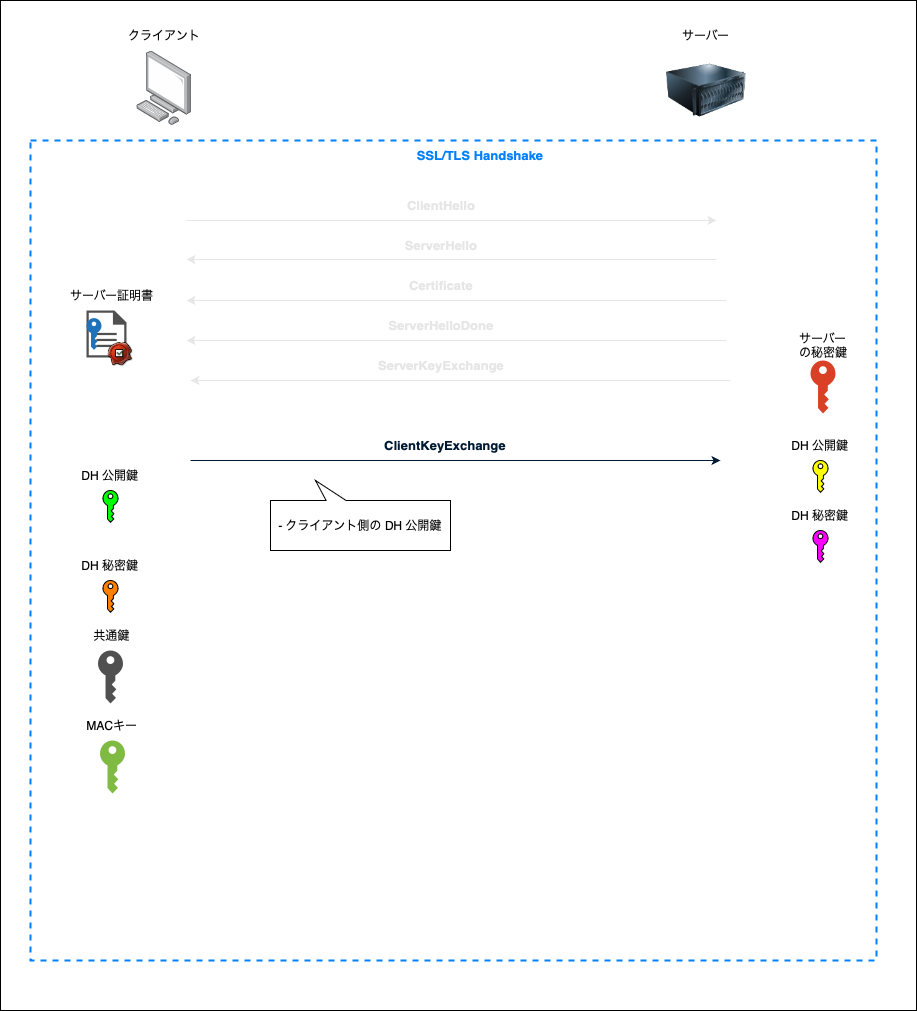 クライアント
サーバー
SSL/TLS Handshake
ClientHello
ServerHello
Certificate
サーバー証明書
ServerHelloDone
サーバー
の秘密鍵
ServerKeyExchange
ClientKeyExchange
DH 公開鍵
DH 公開鍵
- クライアント側の DH 公開鍵
DH 秘密鍵
DH 秘密鍵
共通鍵
MACキー